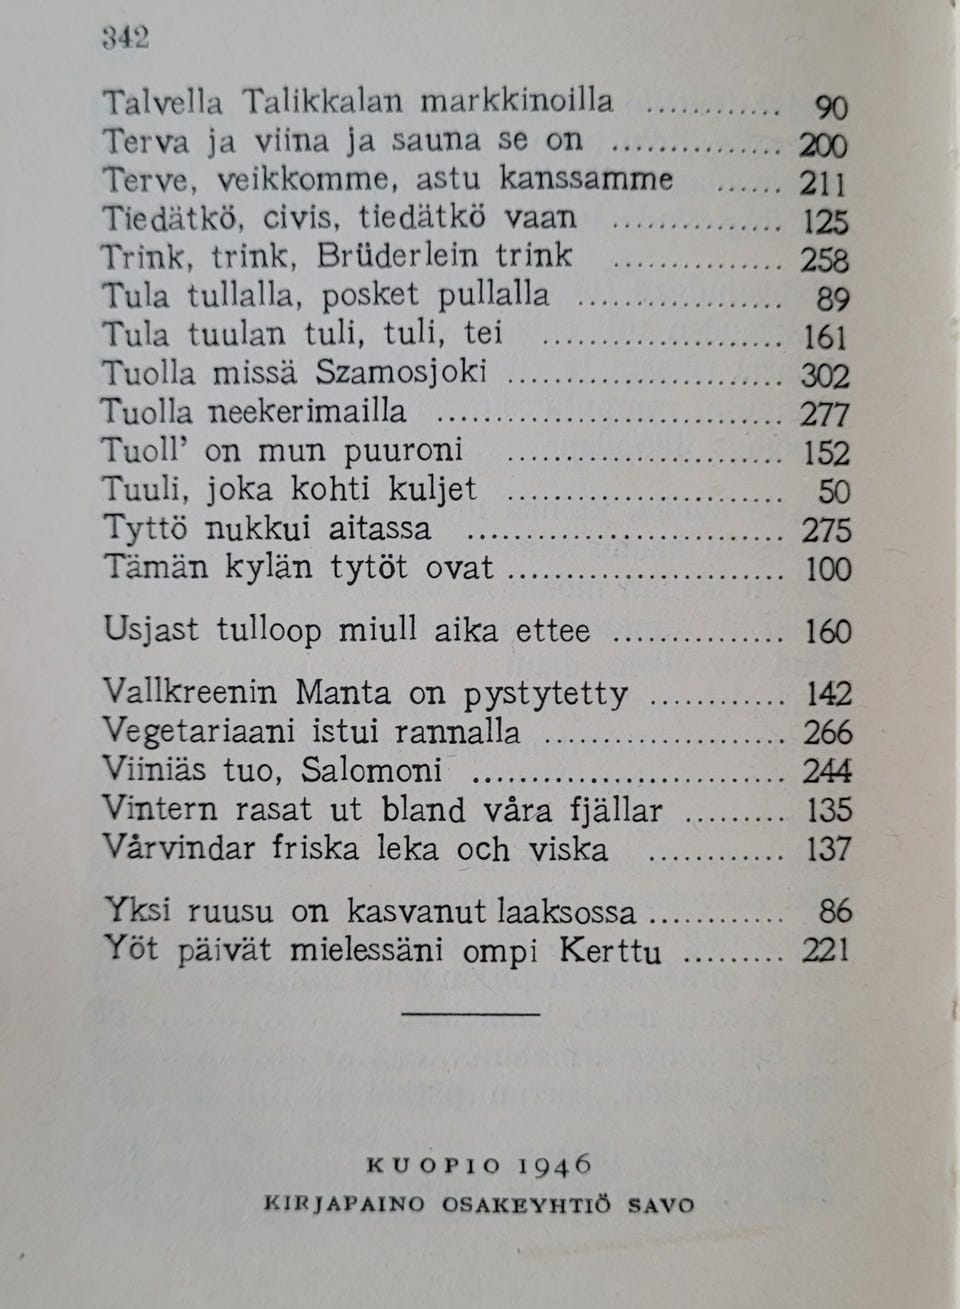 342
Talvella Talikkalan markkinoilla ............ 90
Terva ja viina ja sauna se on ............... 200
Terve, veikkomme, astu kanssamme ...... 211
Tiedätkö, civis, tiedätkö vaan ............... 125
Trink, trink, Brüderlein trink ............... 258
Tula tullalla, posket pullalla .................. 89
Tula tuulan tuli, tuli, tei ..................... 161
Tuolla missä Szamosjoki ........................ 302
Tuolla neekerimailla .............................. 277
Tuoll' on mun puuroni ........................ 152
Tuuli, joka kohti kuljet ........................ 50
Tyttö nukkui aitassa ........................... 275
Tämän kylän tytöt ovat ........................ 100
Usjast tulloop miull aika ettee ............... 160
Vallkreenin Manta on pystytetty ............ 142
Vegetariaani istui rannalla ..................... 266
Viiniäs tuo, Salomoni ........................... 244
Vintern rasat ut bland våra fjällar ......... 135
Vårvindar friska leka och viska ............ 137
Yksi ruusu on kasvanut laaksossa ............ 86
Yöt päivät mielessäni ompi Kerttu ......... 221
KUOPIO 1946
KIRJAPAINO OSAKEYHTIÖ SAVO